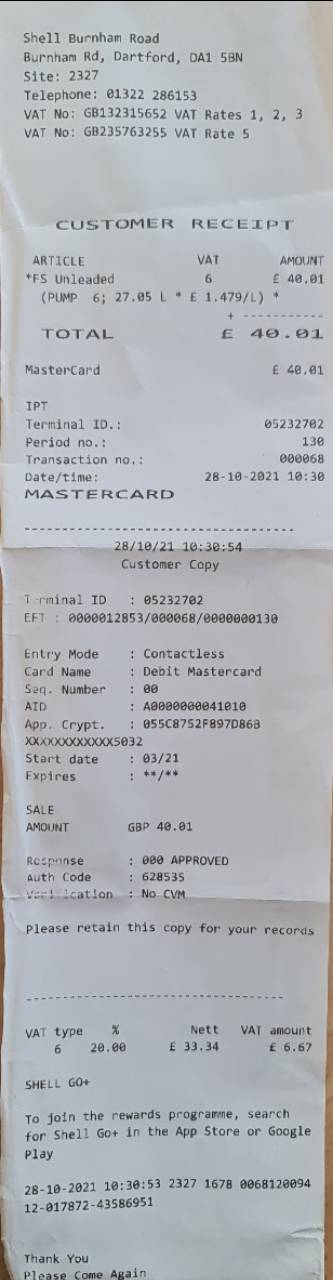 Shell Burnham Road
Burnham Rd, Dartford, DA1 5BN
Site: 2327
Telephone: 01322 286153
VAT No: GB132315652 VAT Rates 1, 2, 3
VAT No: GB235763255 VAT Rate 5
CUSTOMER RECEIPT
ARTICLE VAT AMOUNT
*FS Unleaded 6 £ 40.01
(PUMP 6; 27.05 L * £ 1.479/L) *
+ -----------
TOTAL £ 40.01
MasterCard £ 40.01
IPT
Terminal ID.: 05232702
Period no.: 130
Transaction no.: 000068
Date/time: 28-10-2021 10:30
MASTERCARD
-----------------------------------
28/10/21 10:30:54
Customer Copy
Terminal ID : 05232702
EFT : 0000012853/000068/0000000130
Entry Mode : Contactless
Card Name : Debit Mastercard
Seq. Number : 00
AID : A0000000041010
App. Crypt. : 055C8752F897D86B
XXXXXXXXXXXX5032
Start date : 03/21
Expires : **/**
SALE
AMOUNT GBP 40.01
Response : 000 APPROVED
Auth Code : 628535
Verification : No CVM
Please retain this copy for your records
---------------------------------
VAT type % Nett VAT amount
6 20.00 £ 33.34 £ 6.67
SHELL GO+
To join the rewards programme, search
for Shell Go+ in the App Store or Google
Play
28-10-2021 10:30:53 2327 1678 0068120094
12-017872-43586951
Thank You
Please Come Again